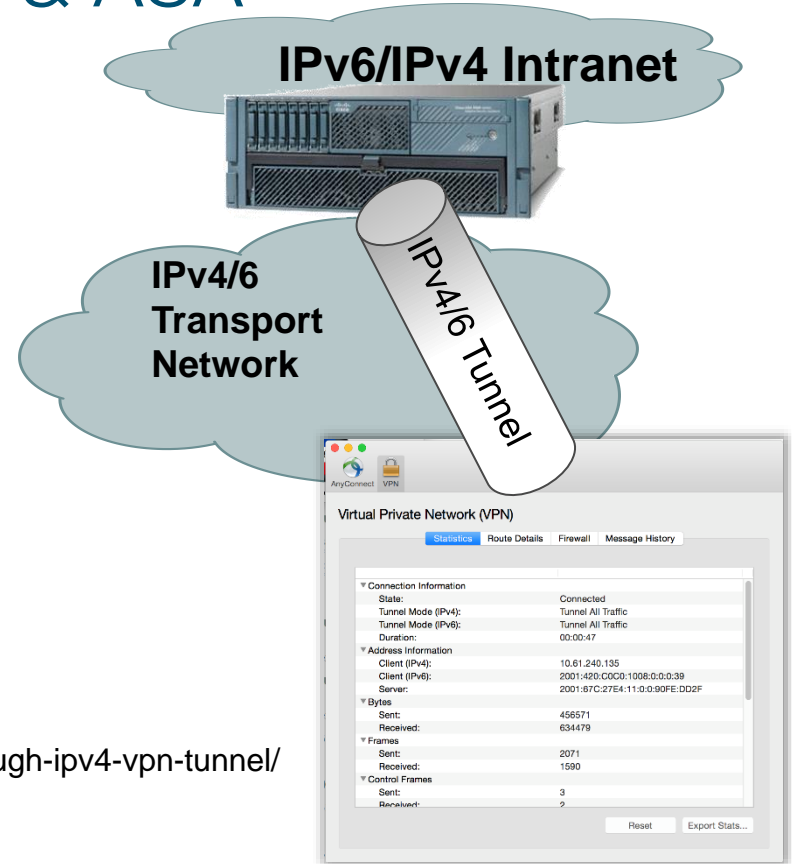 & ASA
IPv6/IPv4 Intranet
IPv4/6
Transport
Network
IPv4/6 Tunnel
AnyConnect VPN
Virtual Private Network (VPN)
Statistics Route Details Firewall Message History
Connection Information
State: Connected
Tunnel Mode (IPv4): Tunnel All Traffic
Tunnel Mode (IPv6): Tunnel All Traffic
Duration: 00:00:47
Address Information
Client (IPv4): 10.61.240.135
Client (IPv6): 2001:420:C0C0:1008:0:0:0:39
Server: 2001:67C:27E4:11:0:0:90FE:DD2F
Bytes
Sent: 456571
Received: 634479
Frames
Sent: 2071
Received: 1590
Control Frames
Sent: 3
Received: 2
Reset Export Stats...
ugh-ipv4-vpn-tunnel/